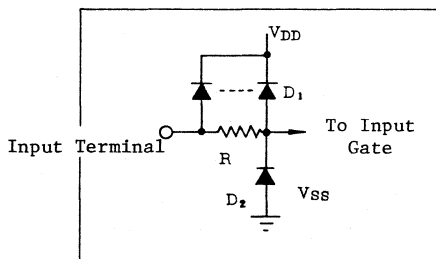 VDD
D1
Input Terminal
To Input
Gate
R
D2
VSS